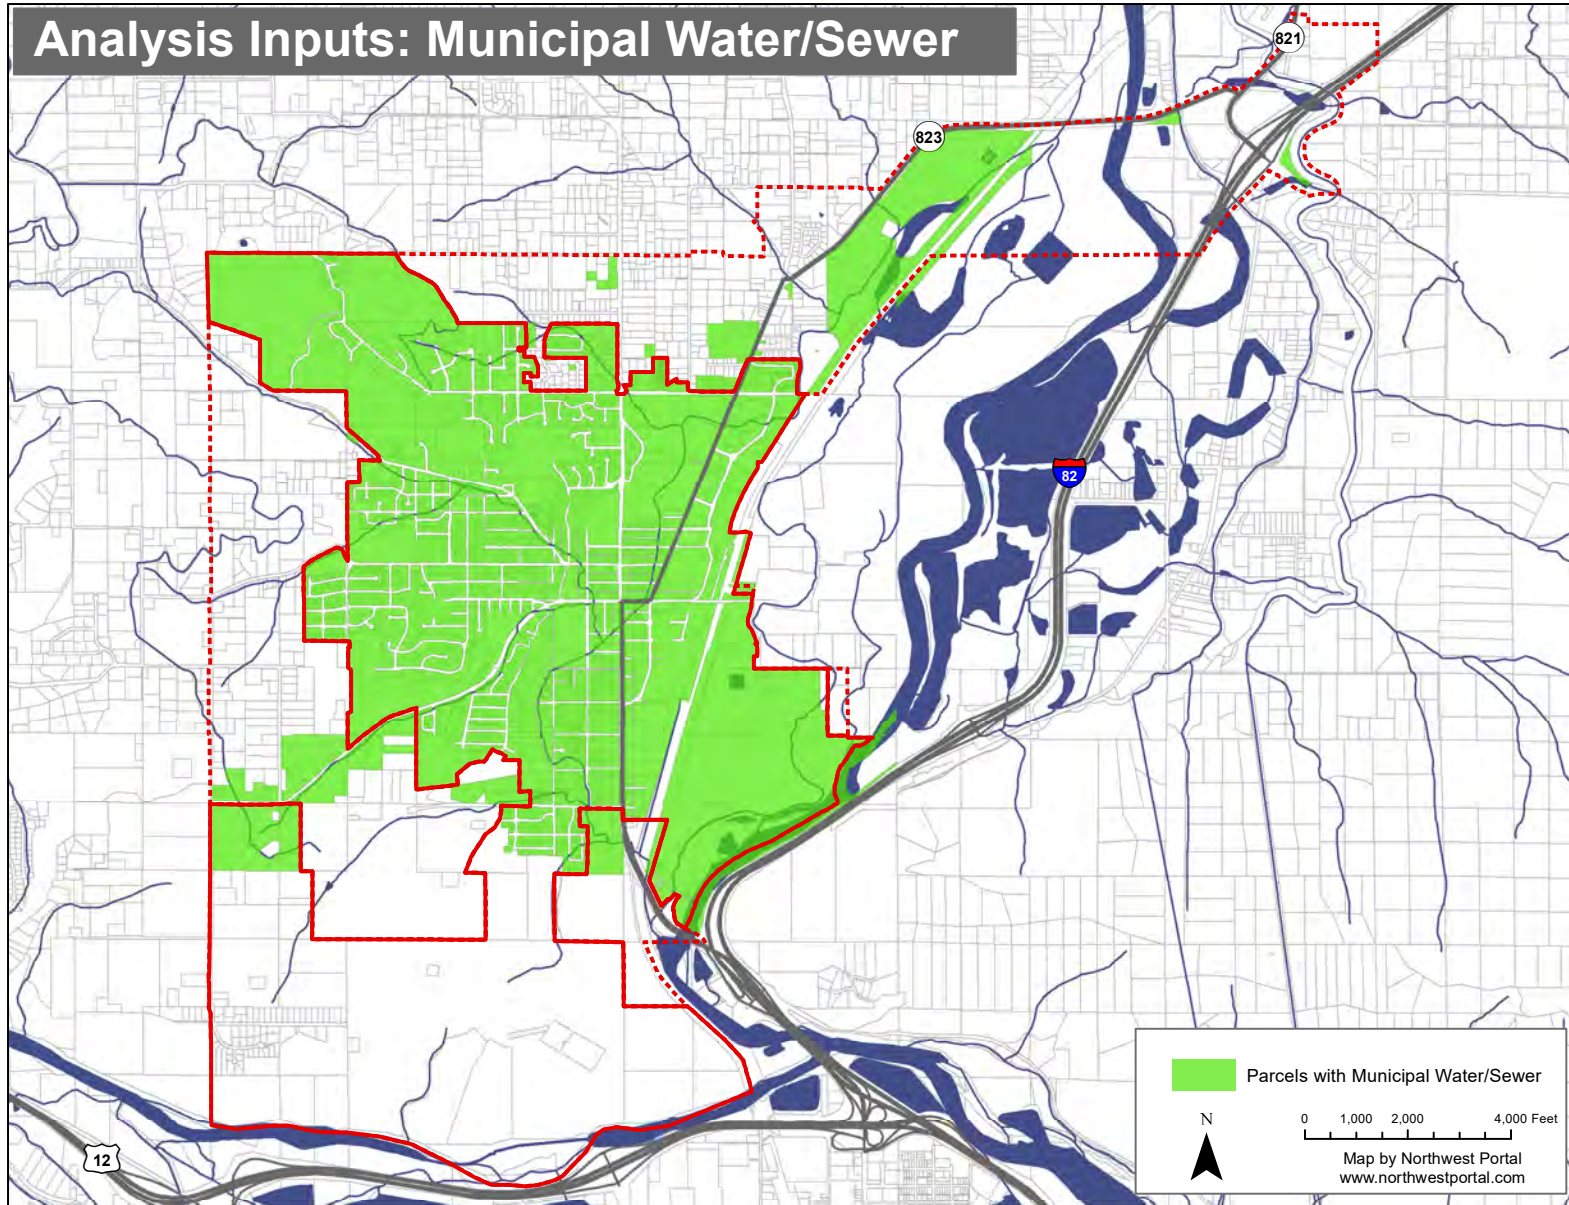 Analysis Inputs: Municipal Water/Sewer
821
823
82
12
Parcels with Municipal Water/Sewer
N
0 1,000 2,000 4,000 Feet
Map by Northwest Portal
www.northwestportal.com